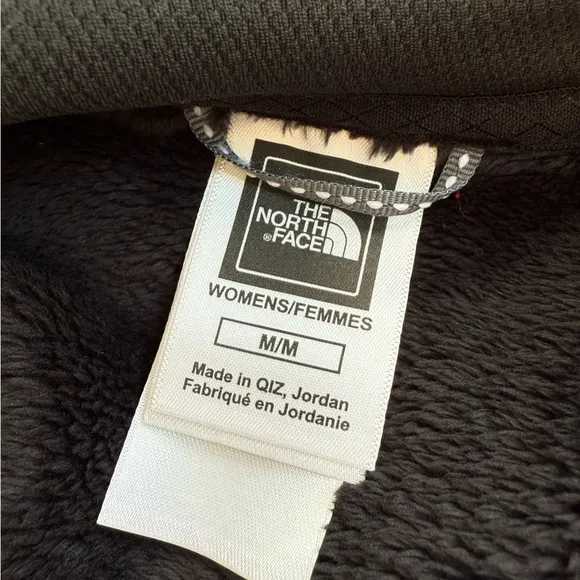 THE
NORTH
®FACE
WOMENS/FEMMES
M/M
Made in QIZ, Jordan
Fabriqué en Jordanie